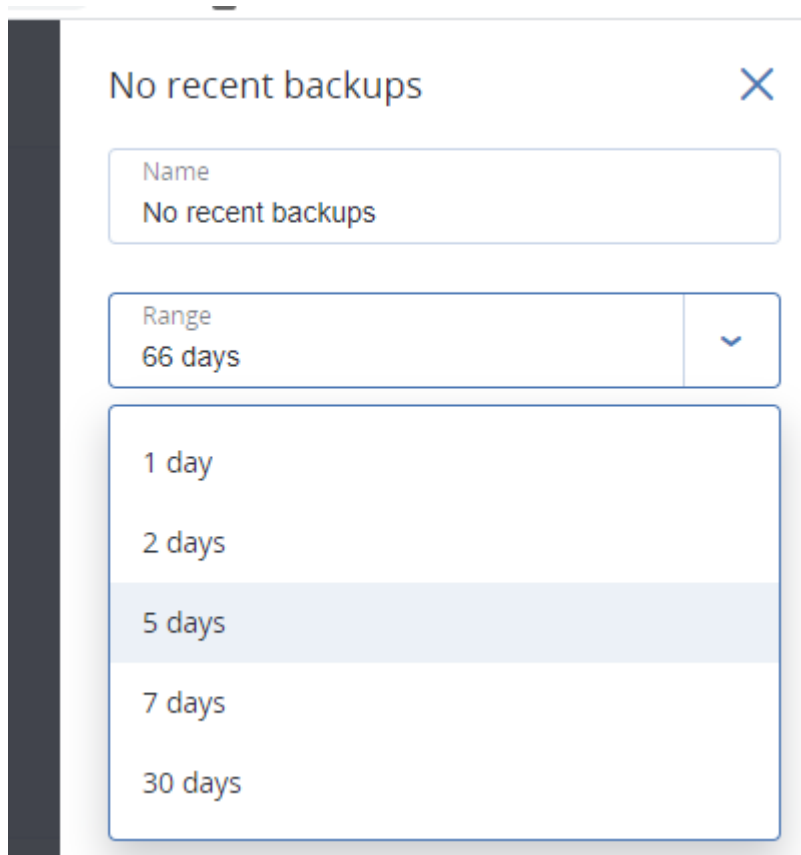 No recent backups
Name
No recent backups
Range
66 days
1 day
2 days
5 days
7 days
30 days